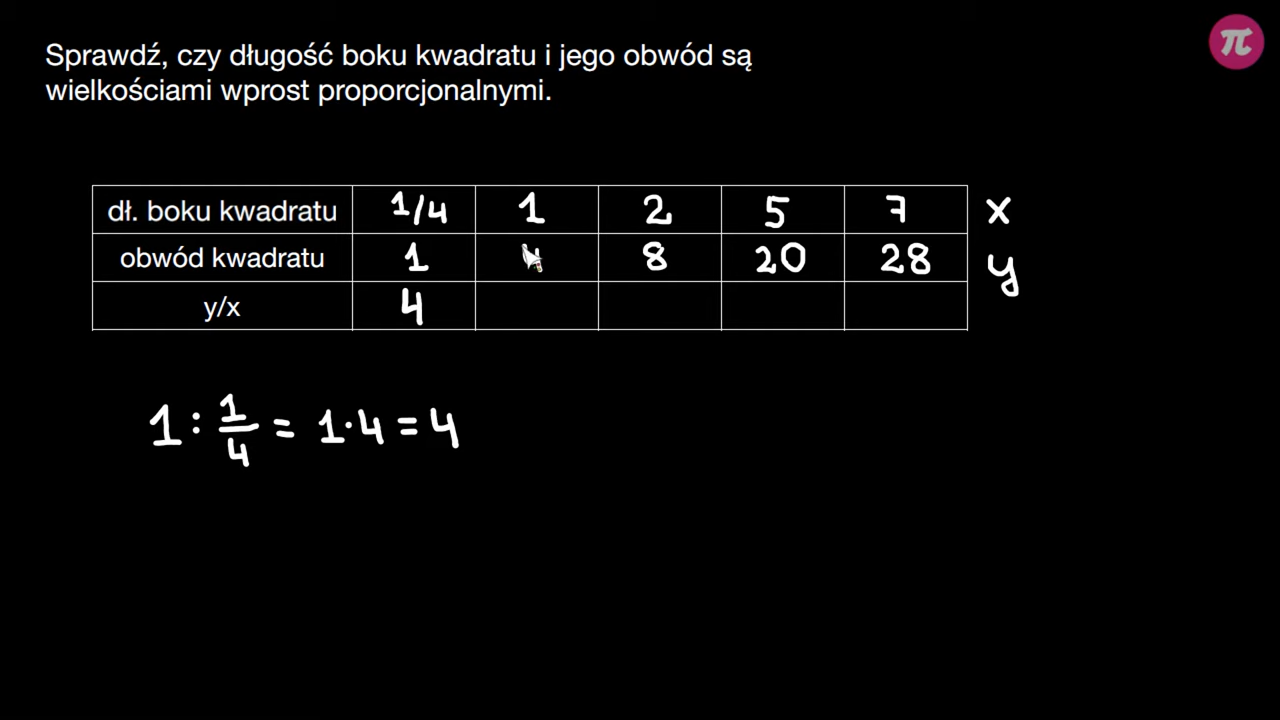 Sprawdź, czy długość boku kwadratu i jego obwód są
wielkościami wprost proporcjonalnymi.
dł. boku kwadratu 1/4 1 2 5 7 x
obwód kwadratu 1 8 20 28 y
y/x 4
1 : 1/4 = 1 · 4 = 4
π